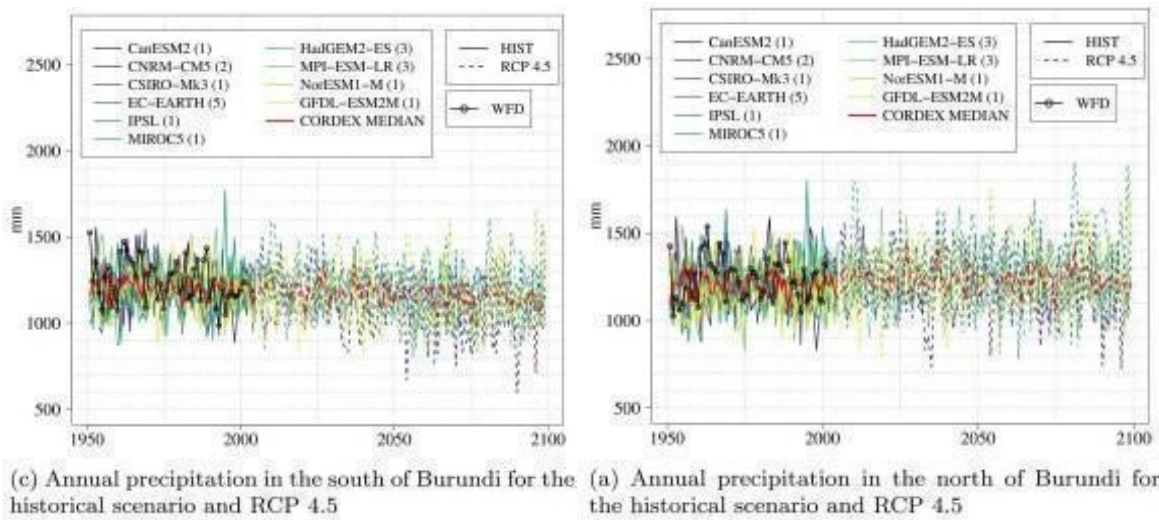 2500
2000
1500
1000
500
mm
1950
2000
2050
2100
CanESM2 (1)
CNRM-CM5 (2)
CSIRO-Mk3 (1)
EC-EARTH (5)
IPSL (1)
MIROC5 (1)
HadGEM2-ES (3)
MPI-ESM-LR (3)
NorESM1-M (1)
GFDL-ESM2M (1)
CORDEX MEDIAN
HIST
RCP 4.5
WFD
(c) Annual precipitation in the south of Burundi for the
historical scenario and RCP 4.5
2500
2000
1500
1000
500
mm
1950
2000
2050
2100
CanESM2 (1)
CNRM-CM5 (2)
CSIRO-Mk3 (1)
EC-EARTH (5)
IPSL (1)
MIROC5 (1)
HadGEM2-ES (3)
MPI-ESM-LR (3)
NorESM1-M (1)
GFDL-ESM2M (1)
CORDEX MEDIAN
HIST
RCP 4.5
WFD
(a) Annual precipitation in the north of Burundi for
the historical scenario and RCP 4.5